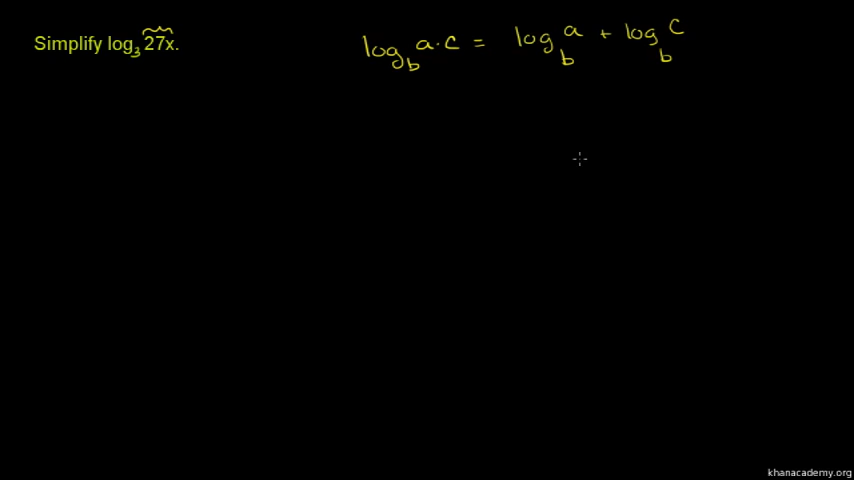 Simplify log₃ 27x.
log_b a·c = log_b a + log_b c
khanacademy.org